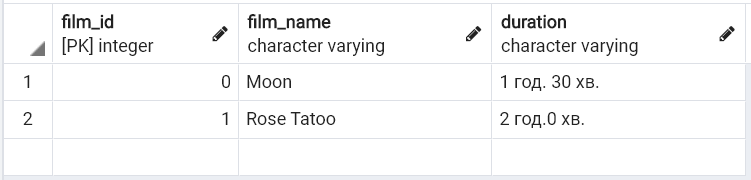 film_id film_name duration
[PK] integer character varying character varying
1 0 Moon 1 год. 30 хв.
2 1 Rose Tatoo 2 год.0 хв.